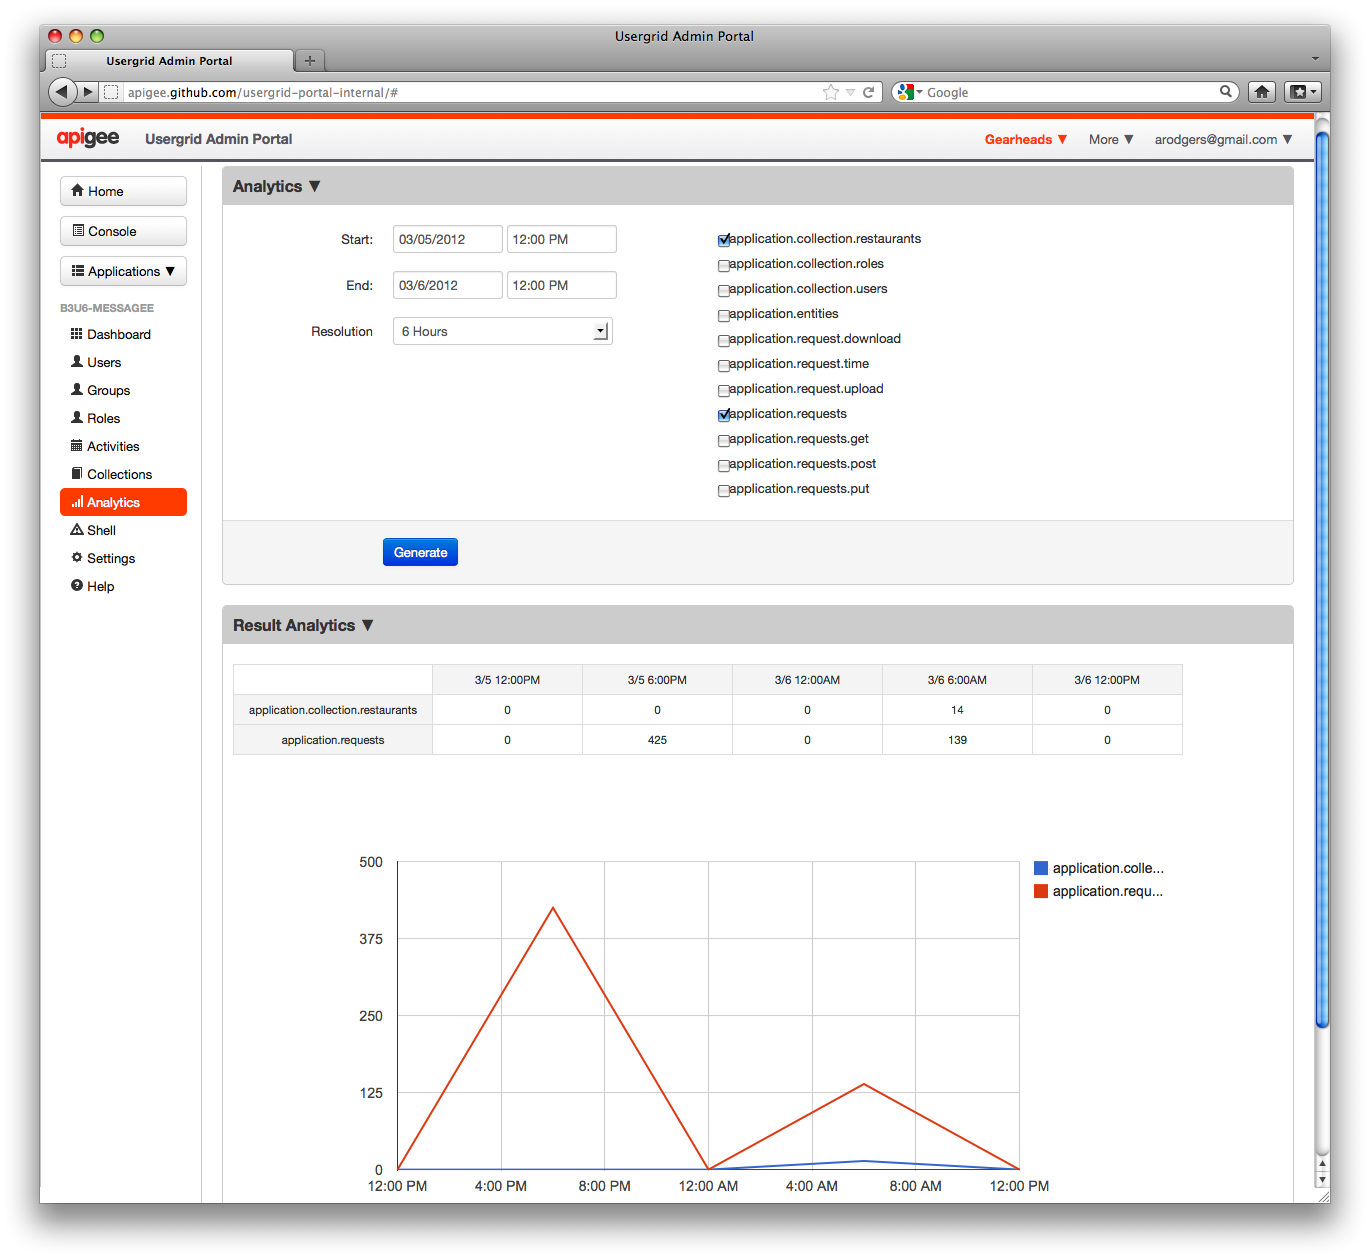 Usergrid Admin Portal
Usergrid Admin Portal
apigee.github.com/usergrid-portal-internal/#
Google
apigee
Usergrid Admin Portal
Gearheads ▼
More ▼
arodgers@gmail.com ▼
Home
Console
Applications ▼
B3U6-MESSAGEE
Dashboard
Users
Groups
Roles
Activities
Collections
Analytics
Shell
Settings
Help
Analytics ▼
Start: 03/05/2012 12:00 PM
End: 03/6/2012 12:00 PM
Resolution 6 Hours
application.collection.restaurants
application.collection.roles
application.collection.users
application.entities
application.request.download
application.request.time
application.request.upload
application.requests
application.requests.get
application.requests.post
application.requests.put
Generate
Result Analytics ▼
3/5 12:00PM 3/5 6:00PM 3/6 12:00AM 3/6 6:00AM 3/6 12:00PM
application.collection.restaurants 0 0 0 14 0
application.requests 0 425 0 139 0
500
375
250
125
0
12:00 PM 4:00 PM 8:00 PM 12:00 AM 4:00 AM 8:00 AM 12:00 PM
application.colle...
application.requ...